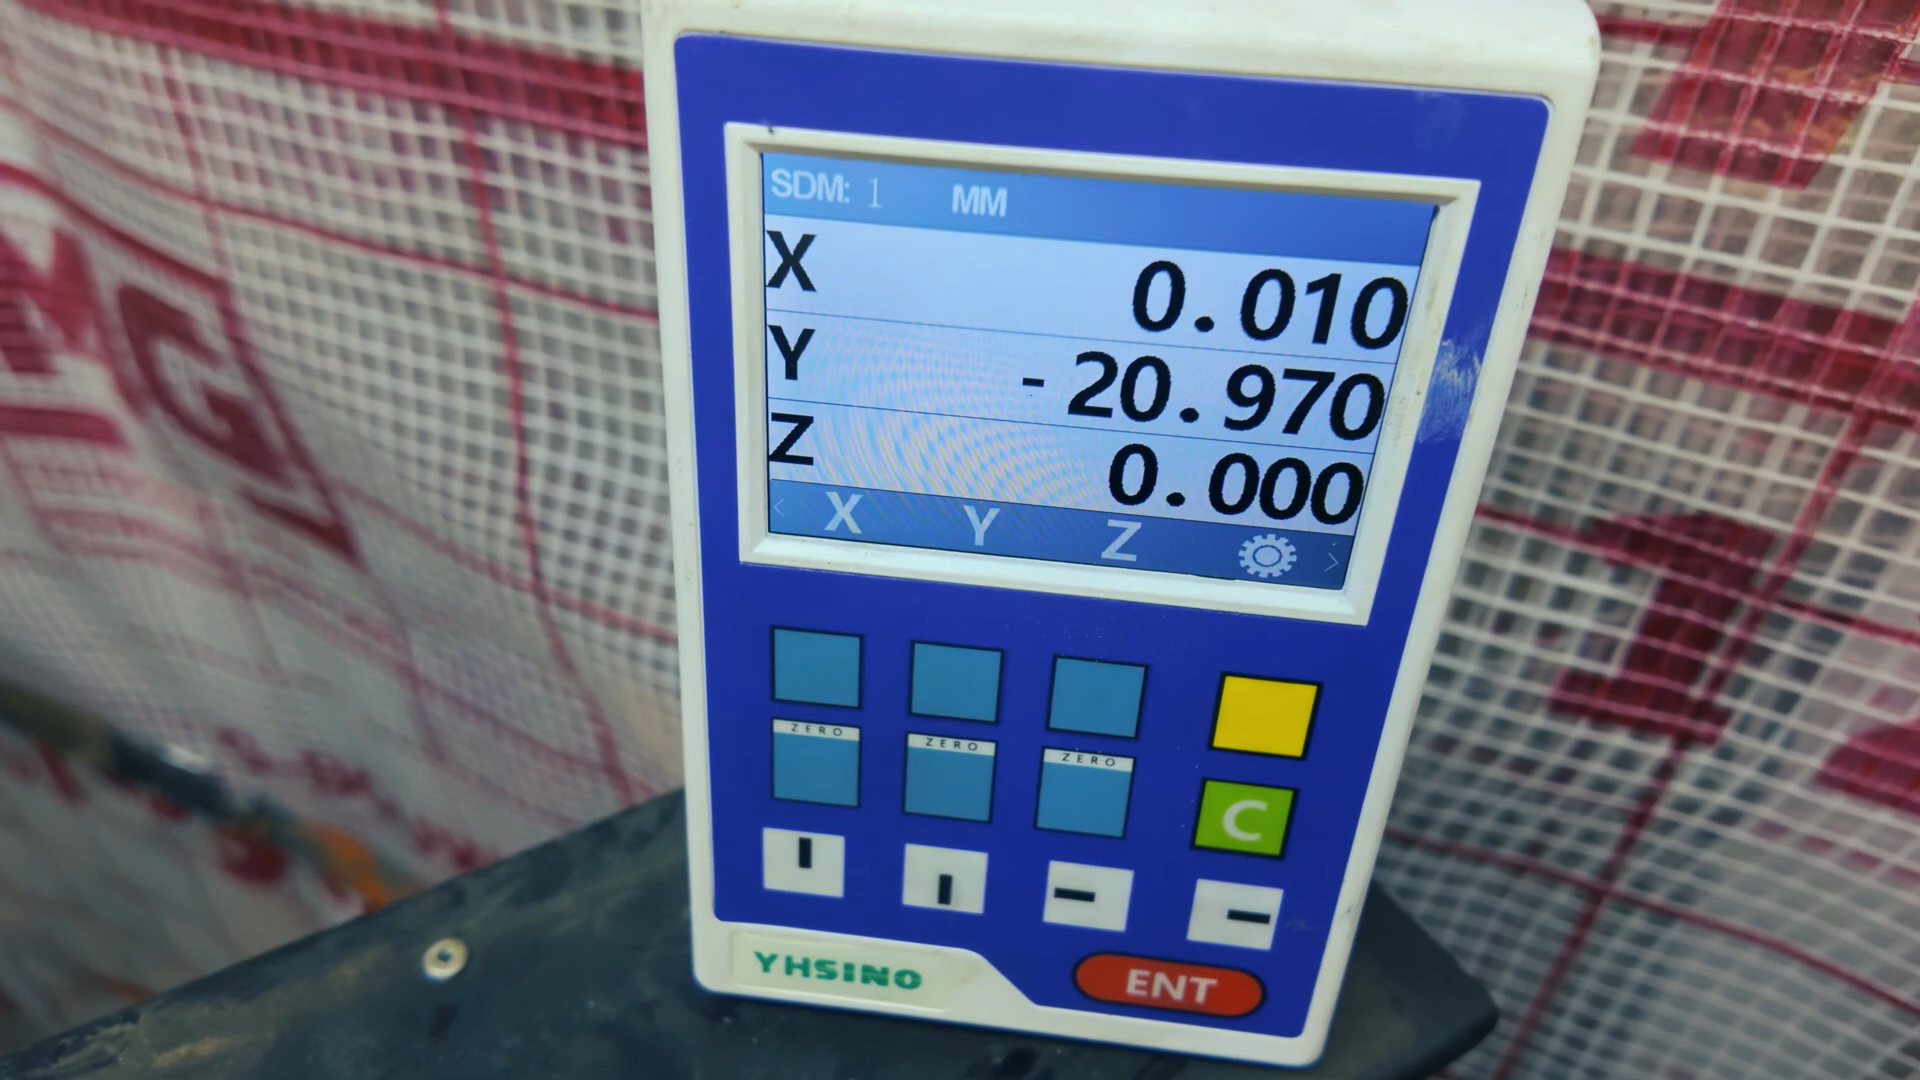 SDM: 1 MM
X 0.010
Y -20.970
Z 0.000
< X Y Z >
ZERO ZERO ZERO
C
YHSINO
ENT